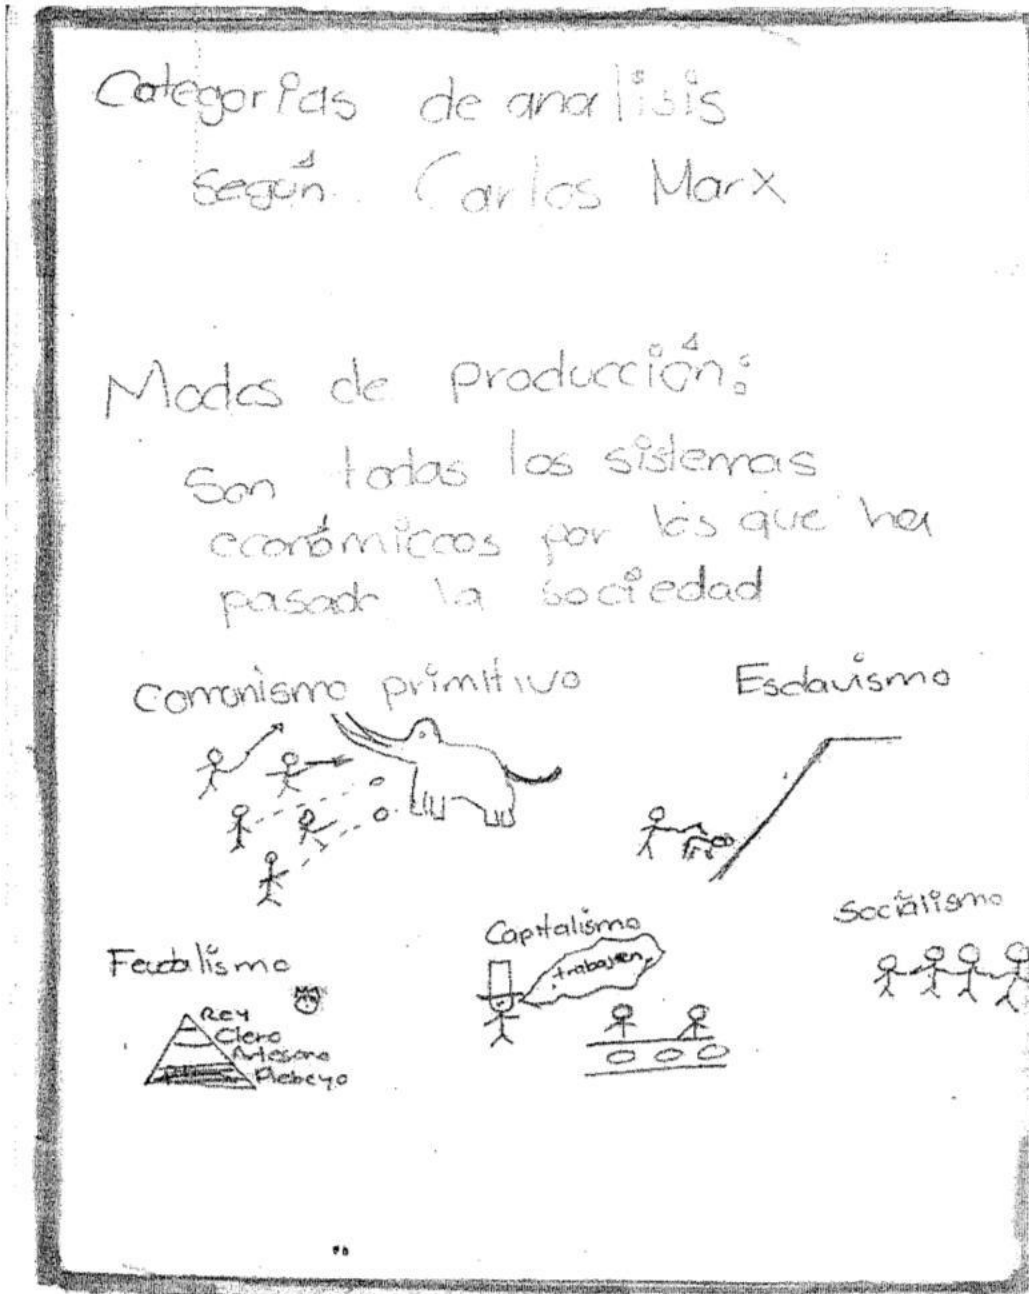 Categorias de analisis
Según Carlos Marx
Modos de producción:
Son todas los sistemas
económicos por los que ha
pasado la sociedad
Comunismo primitivo
Esclavismo
Feudalismo
Rey
Clero
Artesano
Plebeyo
Capitalismo
trabajen
Socialismo